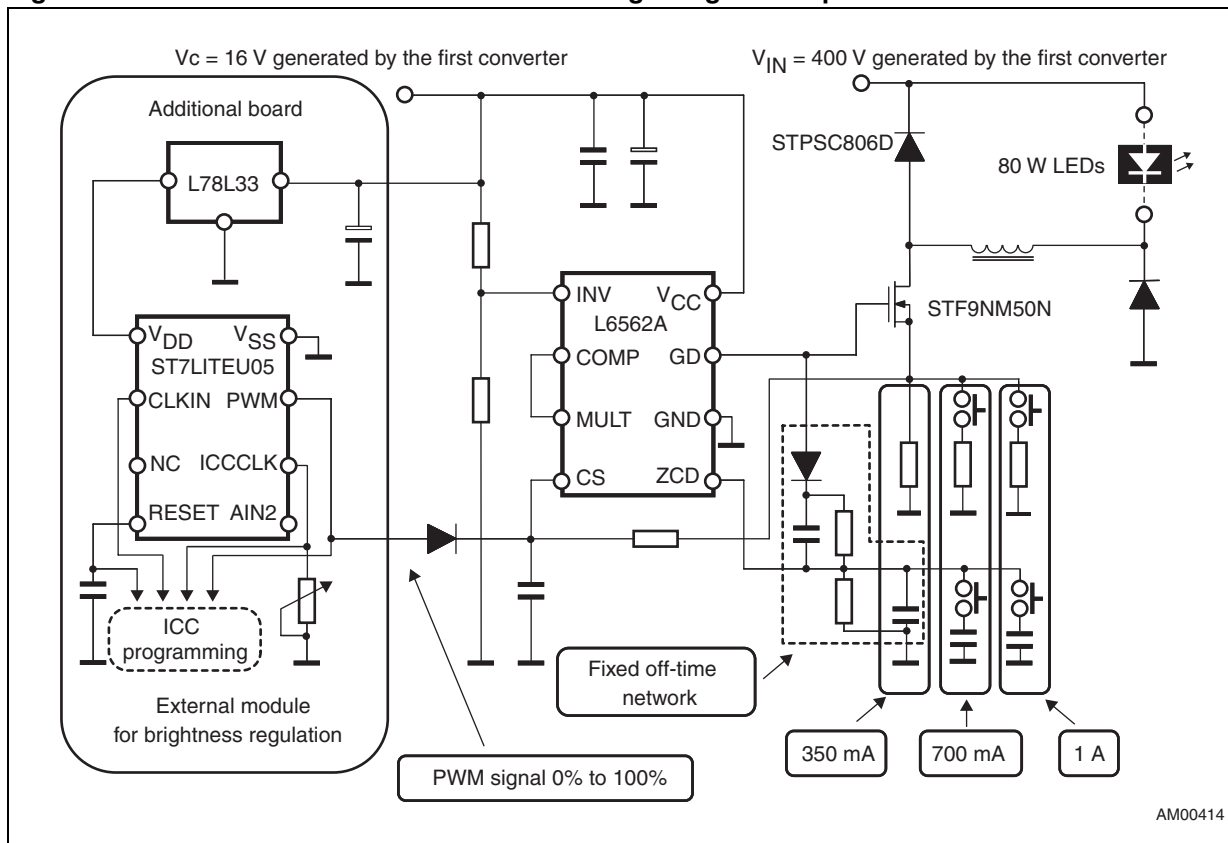 Vc = 16 V generated by the first converter
V_IN = 400 V generated by the first converter
Additional board
L78L33
STPSC806D
80 W LEDs
INV
V_CC
L6562A
COMP
GD
MULT
GND
CS
ZCD
STF9NM50N
V_DD
V_SS
ST7LITEU05
CLKIN
PWM
NC
ICCCLK
RESET
AIN2
ICC
programming
External module
for brightness regulation
Fixed off-time
network
PWM signal 0% to 100%
350 mA
700 mA
1 A
AM00414